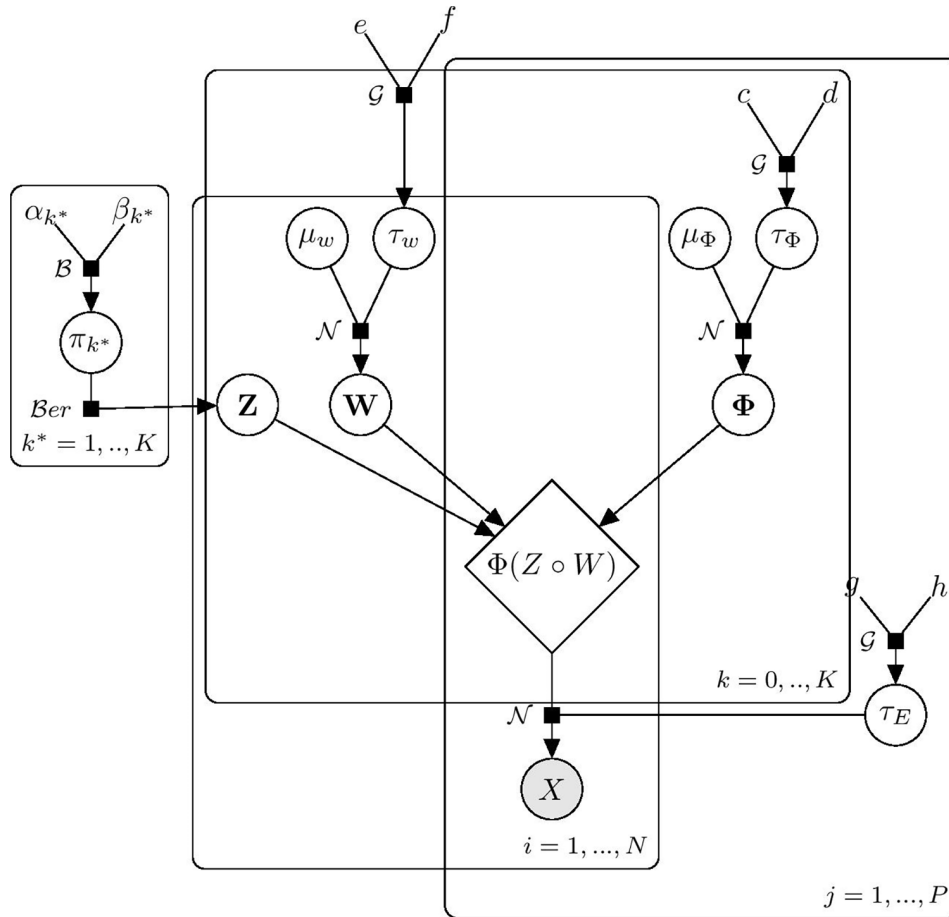 e f
𝒢
c d
𝒢
α_{k*} β_{k*}
ℬ
μ_w τ_w μ_Φ τ_Φ
π_{k*}
𝒩 𝒩
ℬer Z W Φ
k* = 1, .., K
Φ(Z ∘ W)
g h
𝒢
k = 0, .., K
𝒩 τ_E
X
i = 1, ..., N
j = 1, ..., P